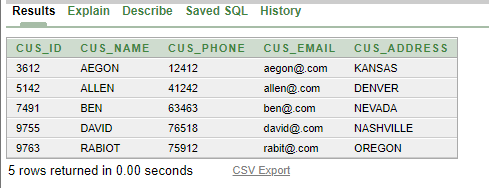 Results Explain Describe Saved SQL History
CUS_ID CUS_NAME CUS_PHONE CUS_EMAIL CUS_ADDRESS
3612 AEGON 12412 aegon@.com KANSAS
5142 ALLEN 41242 allen@.com DENVER
7491 BEN 63463 ben@.com NEVADA
9755 DAVID 76518 david@.com NASHVILLE
9763 RABIOT 75912 rabit@.com OREGON
5 rows returned in 0.00 seconds CSV Export